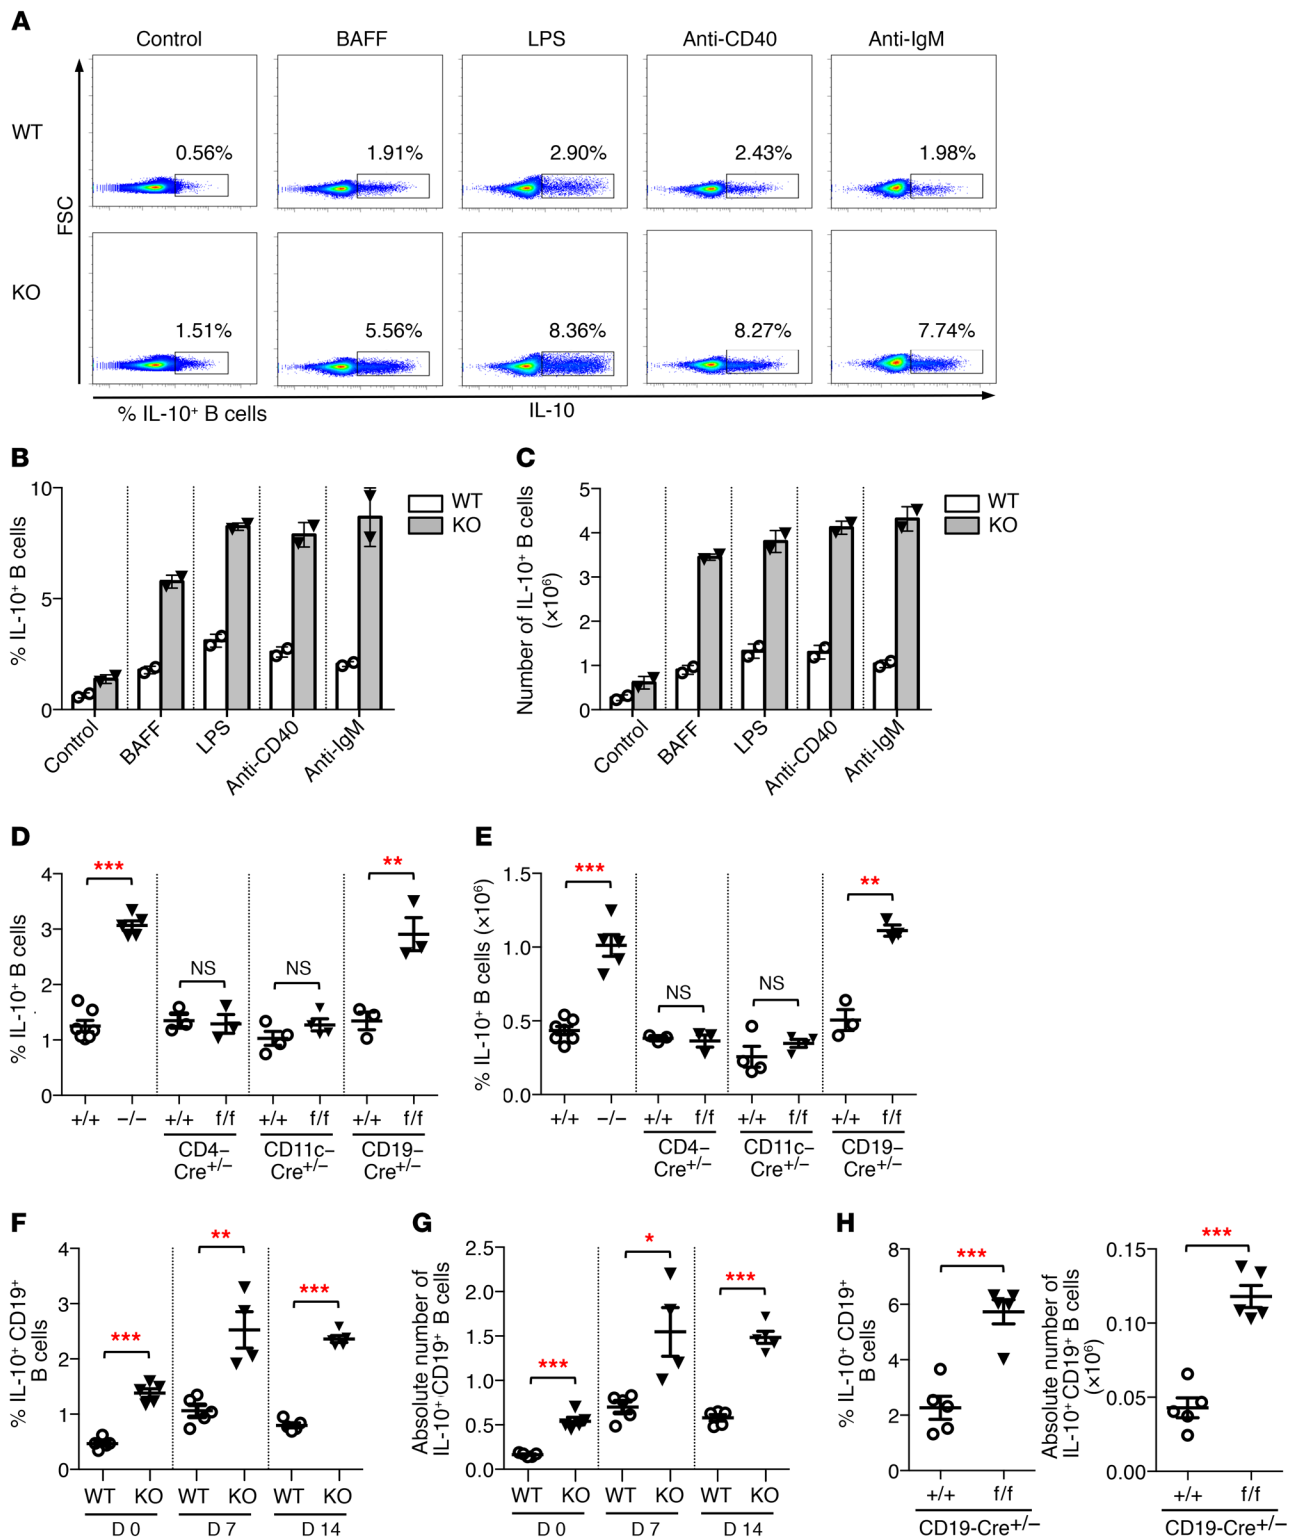 A
Control BAFF LPS Anti-CD40 Anti-IgM
WT
0.56% 1.91% 2.90% 2.43% 1.98%
FSC
KO
1.51% 5.56% 8.36% 8.27% 7.74%
% IL-10⁺ B cells
IL-10
B
% IL-10⁺ B cells
10
5
0
WT
KO
Control BAFF LPS Anti-CD40 Anti-IgM
C
Number of IL-10⁺ B cells
(×10⁶)
5
4
3
2
1
0
WT
KO
Control BAFF LPS Anti-CD40 Anti-IgM
D
% IL-10⁺ B cells
4
3
2
1
0
*** NS NS **
+/+ −/− +/+ f/f +/+ f/f +/+ f/f
CD4– CD11c– CD19–
Cre⁺/⁻ Cre⁺/⁻ Cre⁺/⁻
E
% IL-10⁺ B cells (×10⁶)
1.5
1.0
0.5
0.0
*** NS NS **
+/+ −/− +/+ f/f +/+ f/f +/+ f/f
CD4– CD11c– CD19–
Cre⁺/⁻ Cre⁺/⁻ Cre⁺/⁻
F
% IL-10⁺ CD19⁺
B cells
4
3
2
1
0
*** ** ***
WT KO WT KO WT KO
D 0 D 7 D 14
G
Absolute number of
IL-10⁺ CD19⁺ B cells
2.5
2.0
1.5
1.0
0.5
0.0
*** * ***
WT KO WT KO WT KO
D 0 D 7 D 14
H
% IL-10⁺ CD19⁺
B cells
8
6
4
2
0
***
+/+ f/f
CD19-Cre⁺/⁻
Absolute number of
IL-10⁺ CD19⁺ B cells
(×10⁶)
0.15
0.10
0.05
0.00
***
+/+ f/f
CD19-Cre⁺/⁻